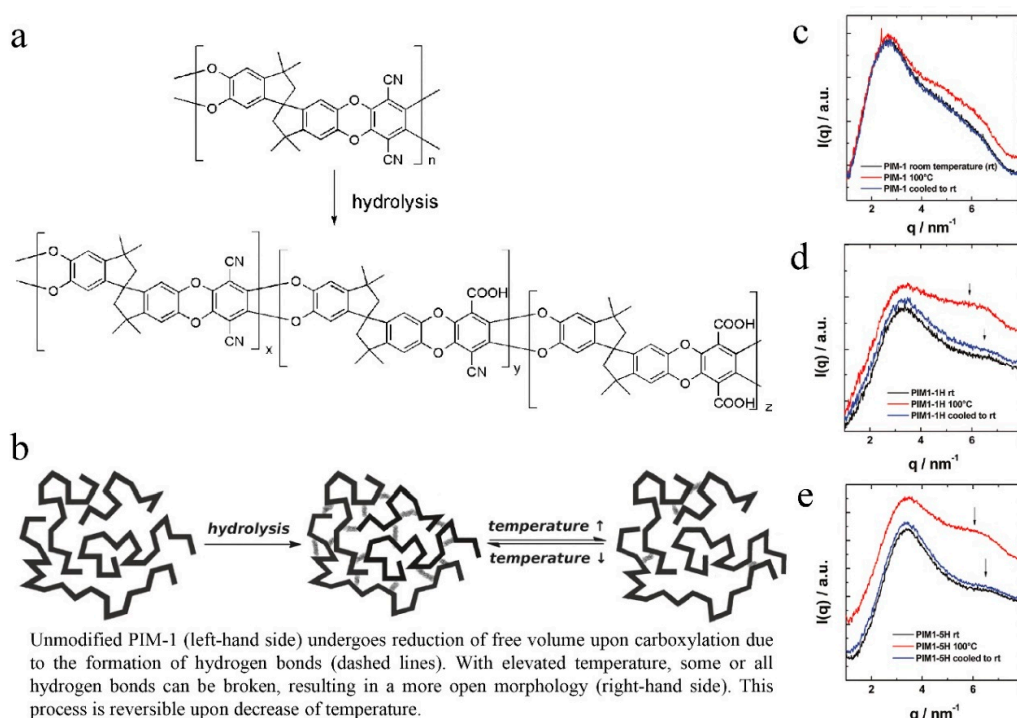 a
CN
O
O
O
O
CN
n
hydrolysis
O
O
CN
O
O
CN
x
O
O
COOH
O
O
CN
y
O
O
COOH
O
O
COOH
z
b
hydrolysis
temperature ↑
temperature ↓
Unmodified PIM-1 (left-hand side) undergoes reduction of free volume upon carboxylation due
to the formation of hydrogen bonds (dashed lines). With elevated temperature, some or all
hydrogen bonds can be broken, resulting in a more open morphology (right-hand side). This
process is reversible upon decrease of temperature.
c
I(q) / a.u.
PIM-1 room temperature (rt)
PIM-1 100°C
PIM-1 cooled to rt
2 4 6
q / nm⁻¹
d
I(q) / a.u.
PIM1-1H rt
PIM1-1H 100°C
PIM1-1H cooled to rt
2 4 6
q / nm⁻¹
e
I(q) / a.u.
PIM1-5H rt
PIM1-5H 100°C
PIM1-5H cooled to rt
2 4 6
q / nm⁻¹